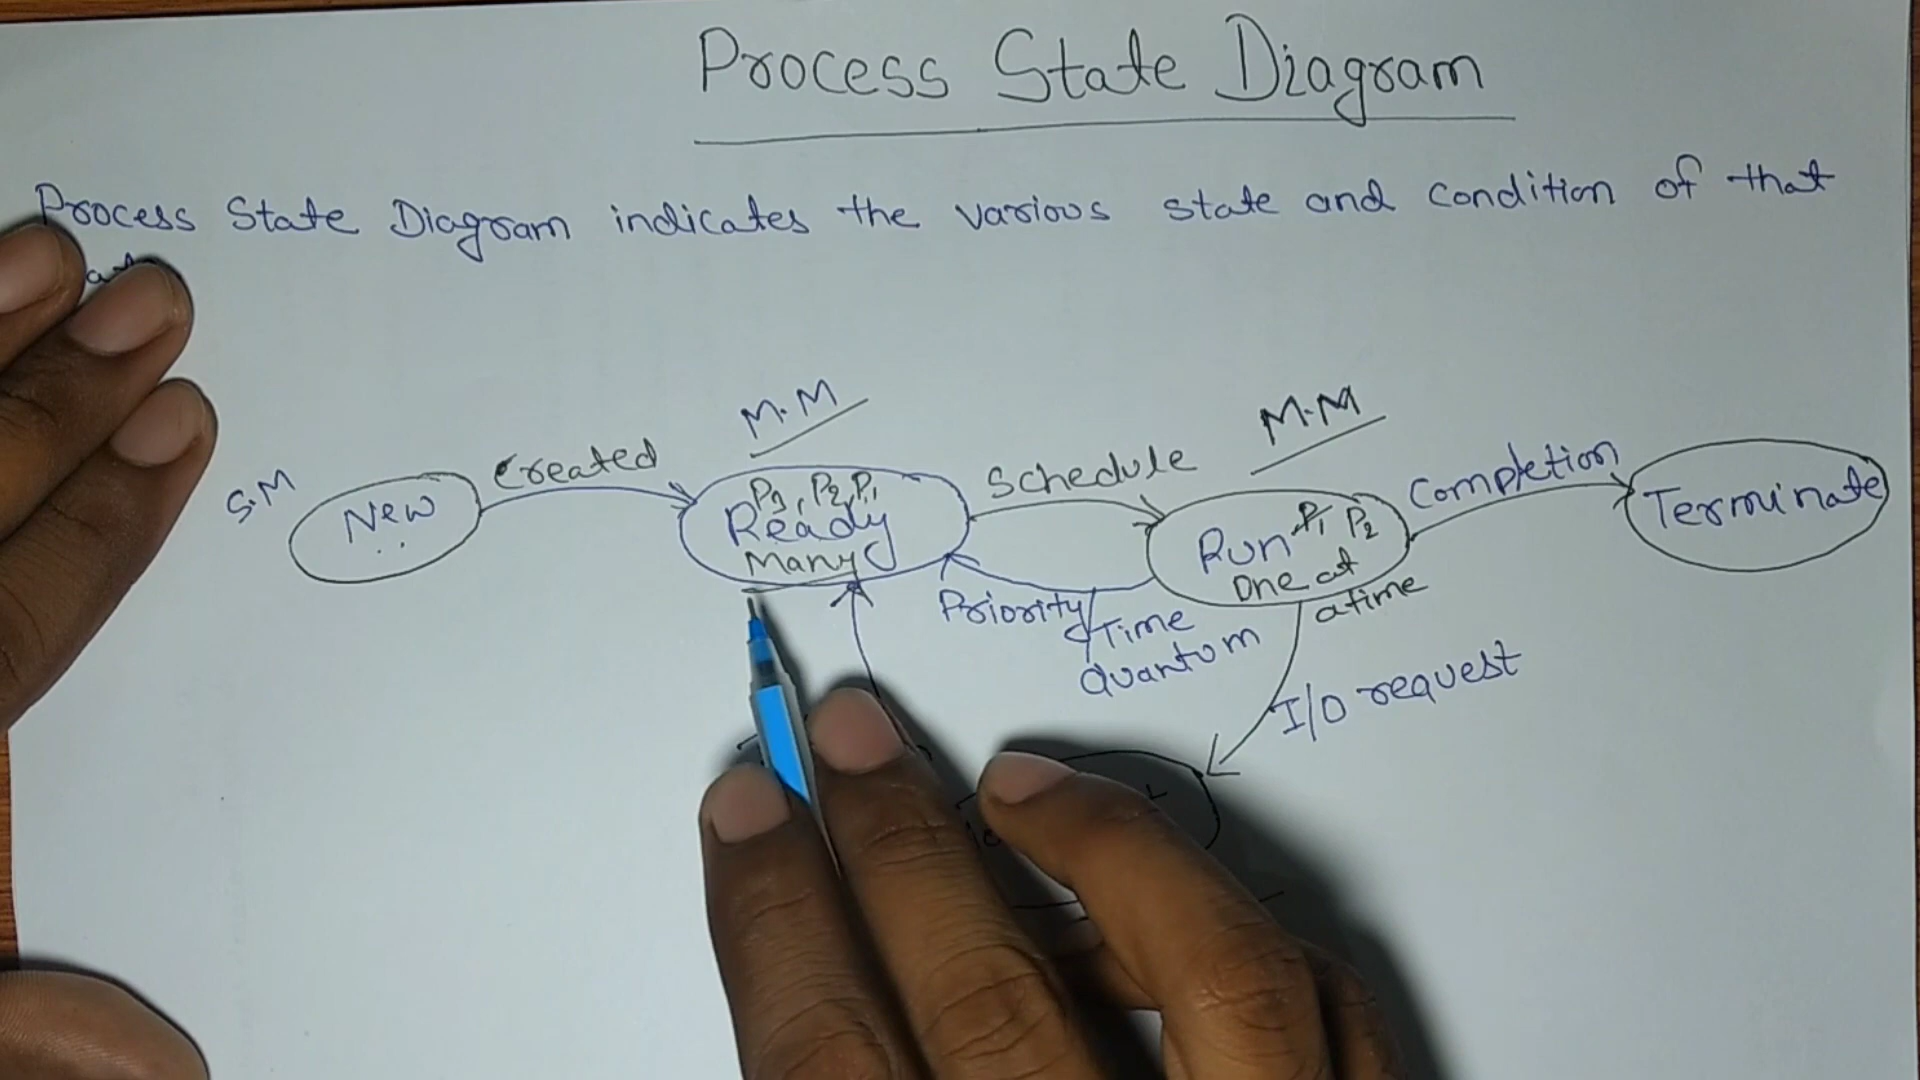 Process State Diagram
Process State Diagram indicates the various state and condition of that
M.M
M.M
S.M
New
Created
P3, P2, P1
Ready
Many
Schedule
Run P1 P2
One at
a time
Completion
Terminate
Priority/Time
Quantom
I/O request